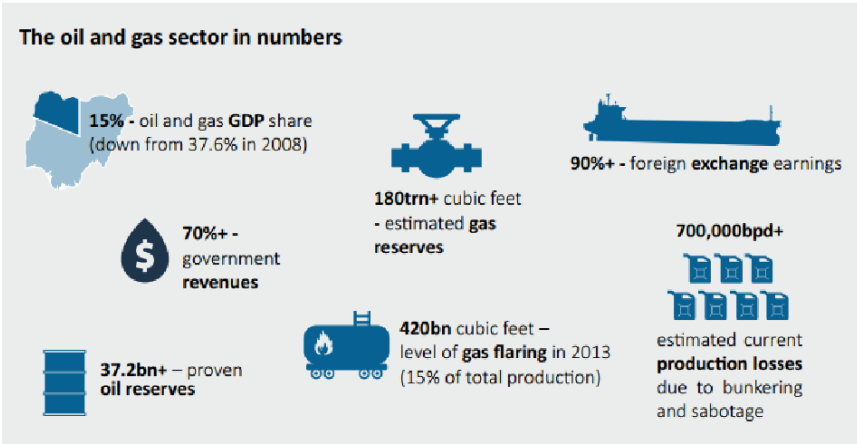 The oil and gas sector in numbers
15% - oil and gas GDP share
(down from 37.6% in 2008)
180trn+ cubic feet
- estimated gas
reserves
90%+ - foreign exchange earnings
70%+ -
government
revenues
700,000bpd+
estimated current
production losses
due to bunkering
and sabotage
37.2bn+ – proven
oil reserves
420bn cubic feet –
level of gas flaring in 2013
(15% of total production)
$